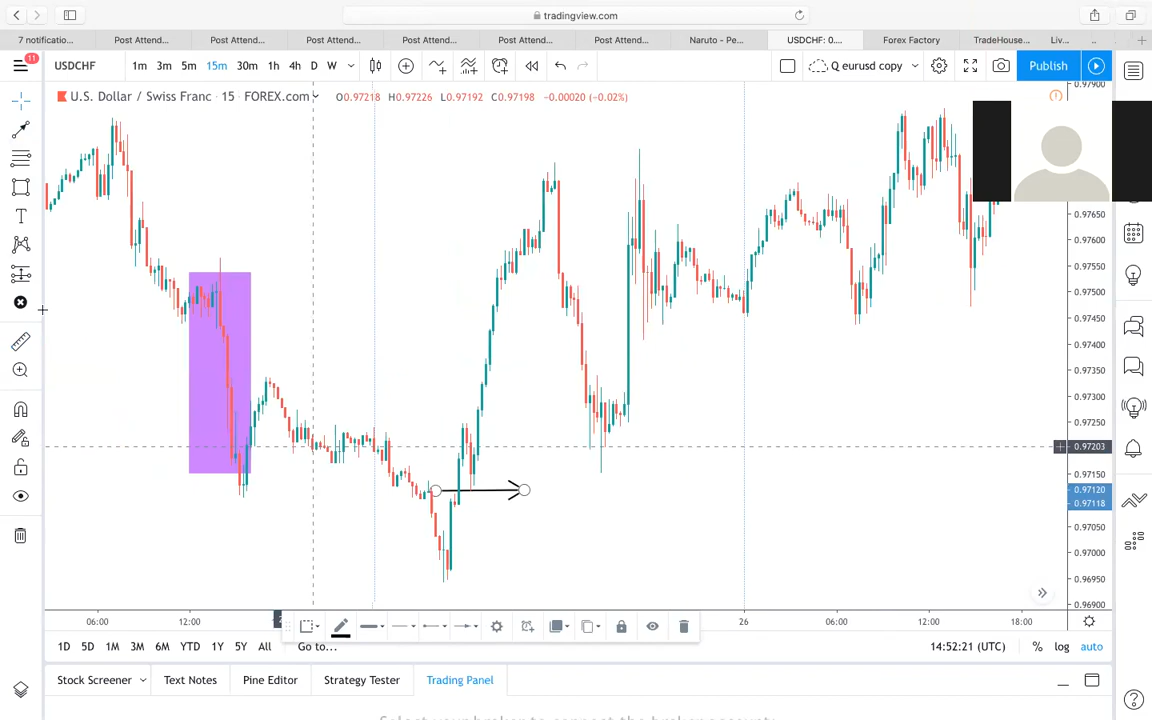 tradingview.com
7 notificatio...
Post Attend...
Post Attend...
Post Attend...
Post Attend...
Post Attend...
Post Attend...
Naruto - Pe...
USDCHF: 0....
Forex Factory
TradeHouse...
Liv...
11
USDCHF
1m 3m 5m 15m 30m 1h 4h D W
Q eurusd copy
Publish
U.S. Dollar / Swiss Franc · 15 · FOREX.com
O0.97218 H0.97226 L0.97192 C0.97198 −0.00020 (−0.02%)
0.97900
0.97650
0.97600
0.97550
0.97500
0.97450
0.97400
0.97350
0.97300
0.97250
0.97203
0.97150
0.97120
0.97118
0.97050
0.97000
0.96950
0.96900
06:00 12:00 26 06:00 12:00 18:00
1D 5D 1M 3M 6M YTD 1Y 5Y All Go to...
14:52:21 (UTC) % log auto
Stock Screener Text Notes Pine Editor Strategy Tester Trading Panel